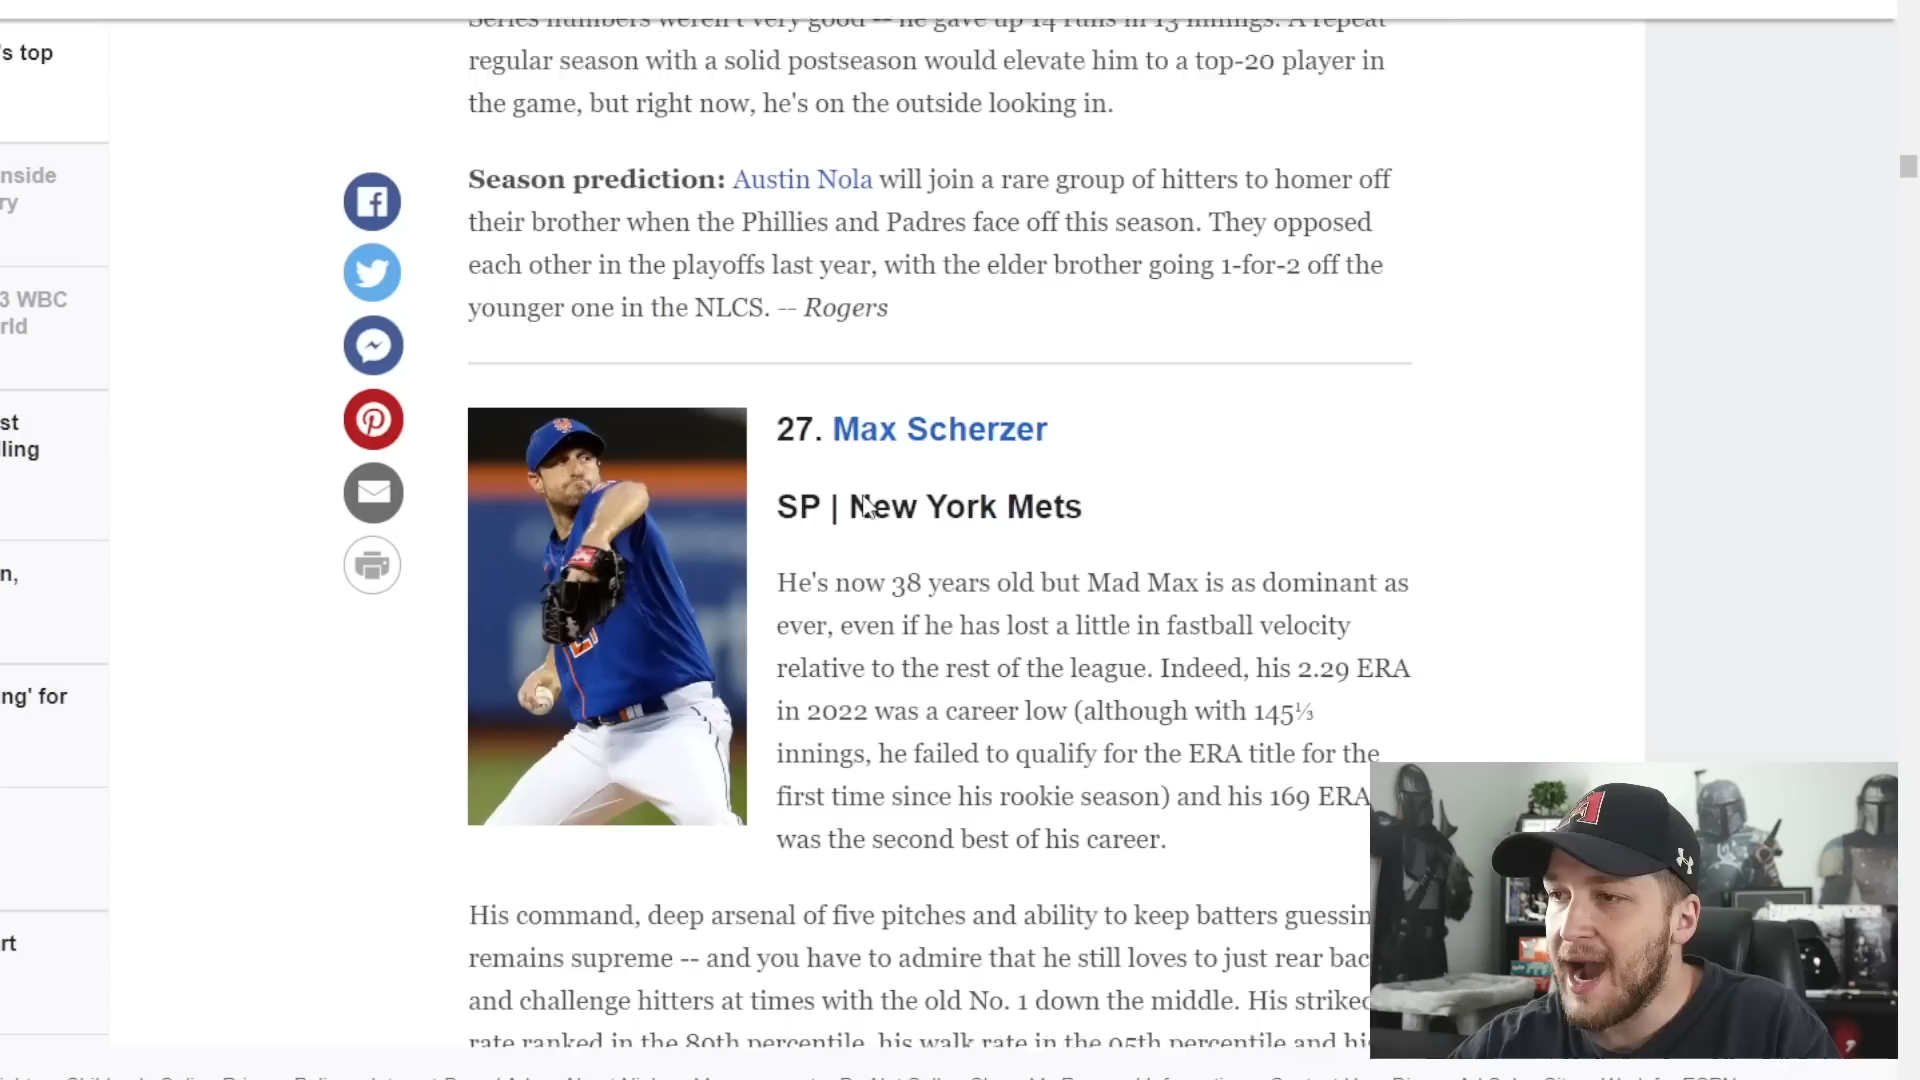 Series numbers weren't very good -- he gave up 14 runs in 13 innings. A repeat
regular season with a solid postseason would elevate him to a top-20 player in
the game, but right now, he's on the outside looking in.
's top
nside
ry
3 WBC
rld
st
lling
n,
ng' for
rt
Season prediction: Austin Nola will join a rare group of hitters to homer off
their brother when the Phillies and Padres face off this season. They opposed
each other in the playoffs last year, with the elder brother going 1-for-2 off the
younger one in the NLCS. -- Rogers
27. Max Scherzer
SP | New York Mets
He's now 38 years old but Mad Max is as dominant as
ever, even if he has lost a little in fastball velocity
relative to the rest of the league. Indeed, his 2.29 ERA
in 2022 was a career low (although with 145⅓
innings, he failed to qualify for the ERA title for the
first time since his rookie season) and his 169 ERA
was the second best of his career.
His command, deep arsenal of five pitches and ability to keep batters guessin
remains supreme -- and you have to admire that he still loves to just rear bac
and challenge hitters at times with the old No. 1 down the middle. His strikeo
rate ranked in the 89th percentile, his walk rate in the 95th percentile and hi